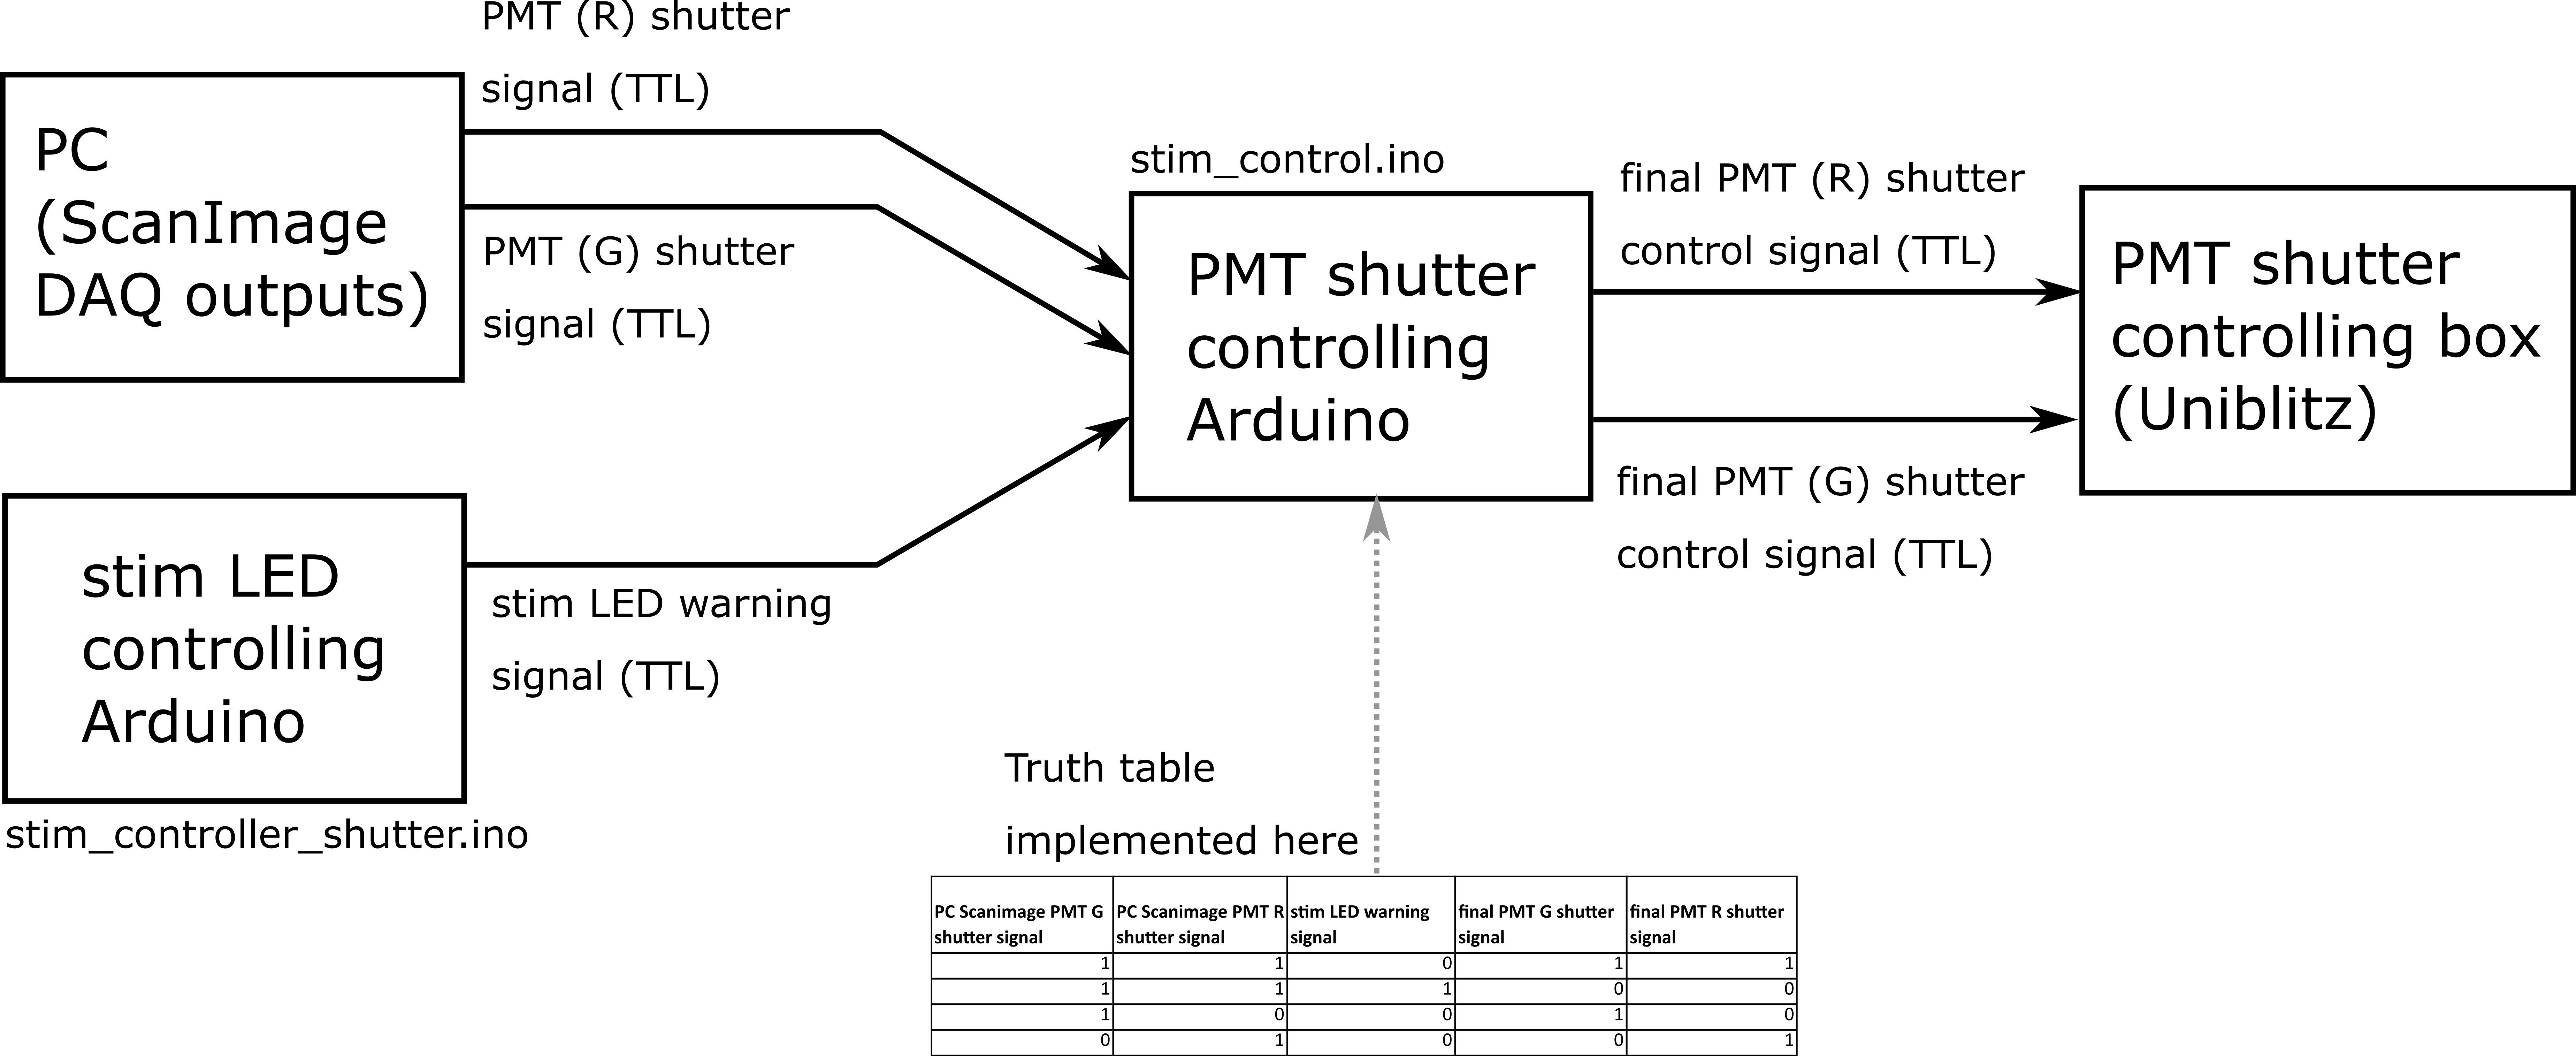 PMT (R) shutter
signal (TTL)
PC
(ScanImage
DAQ outputs)
PMT (G) shutter
signal (TTL)
stim_control.ino
PMT shutter
controlling
Arduino
final PMT (R) shutter
control signal (TTL)
PMT shutter
controlling box
(Uniblitz)
final PMT (G) shutter
control signal (TTL)
stim LED
controlling
Arduino
stim LED warning
signal (TTL)
stim_controller_shutter.ino
Truth table
implemented here
PC Scanimage PMT G shutter signal PC Scanimage PMT R shutter signal stim LED warning signal final PMT G shutter signal final PMT R shutter signal
1 1 0 1 1
1 1 1 0 0
1 0 0 1 0
0 1 0 0 1